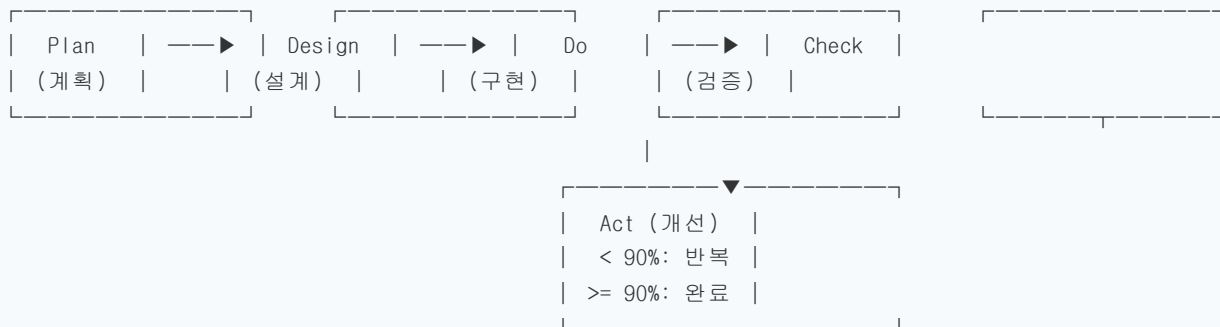 Plan ──▶ Design ──▶ Do ──▶ Check
(계획) (설계) (구현) (검증)
Act (개선)
< 90%: 반복
>= 90%: 완료